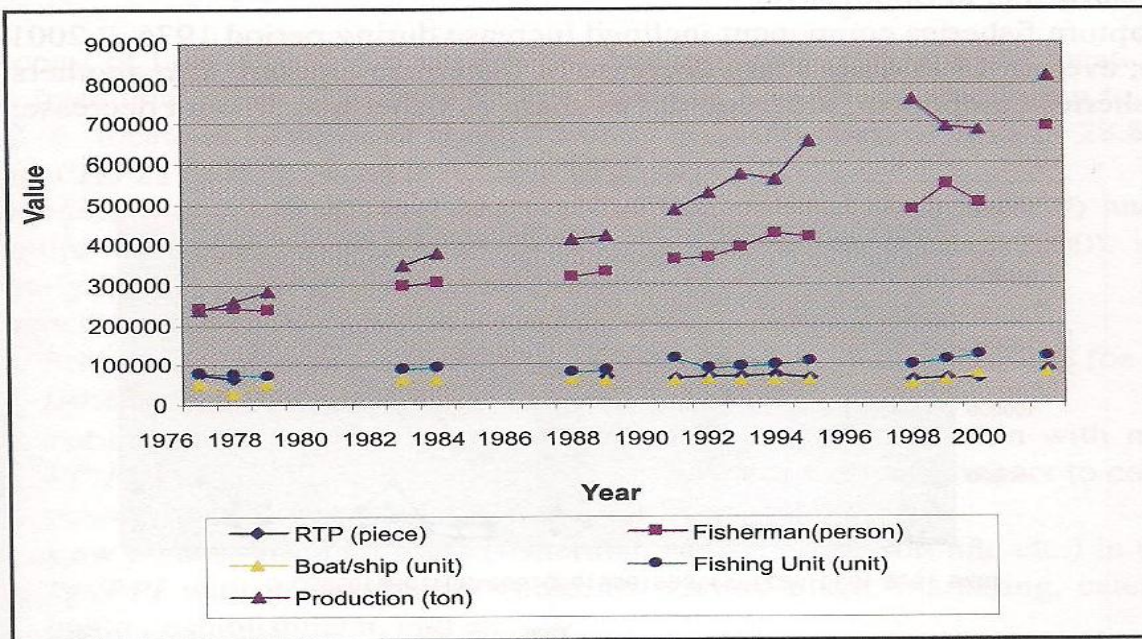 900000
800000
700000
600000
500000
400000
300000
200000
100000
0
Value
1976 1978 1980 1982 1984 1986 1988 1990 1992 1994 1996 1998 2000
Year
RTP (piece) Fisherman(person)
Boat/ship (unit) Fishing Unit (unit)
Production (ton)